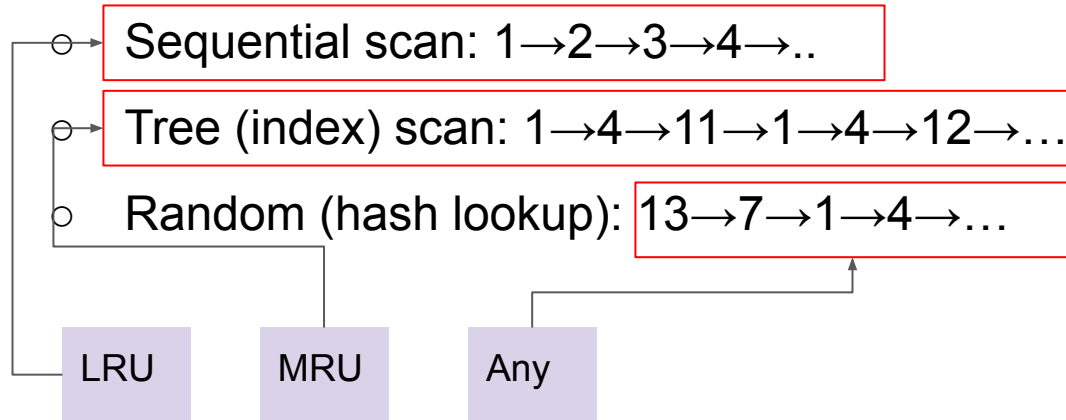 Sequential scan: 1→2→3→4→..
Tree (index) scan: 1→4→11→1→4→12→…
Random (hash lookup): 13→7→1→4→…
LRU MRU Any